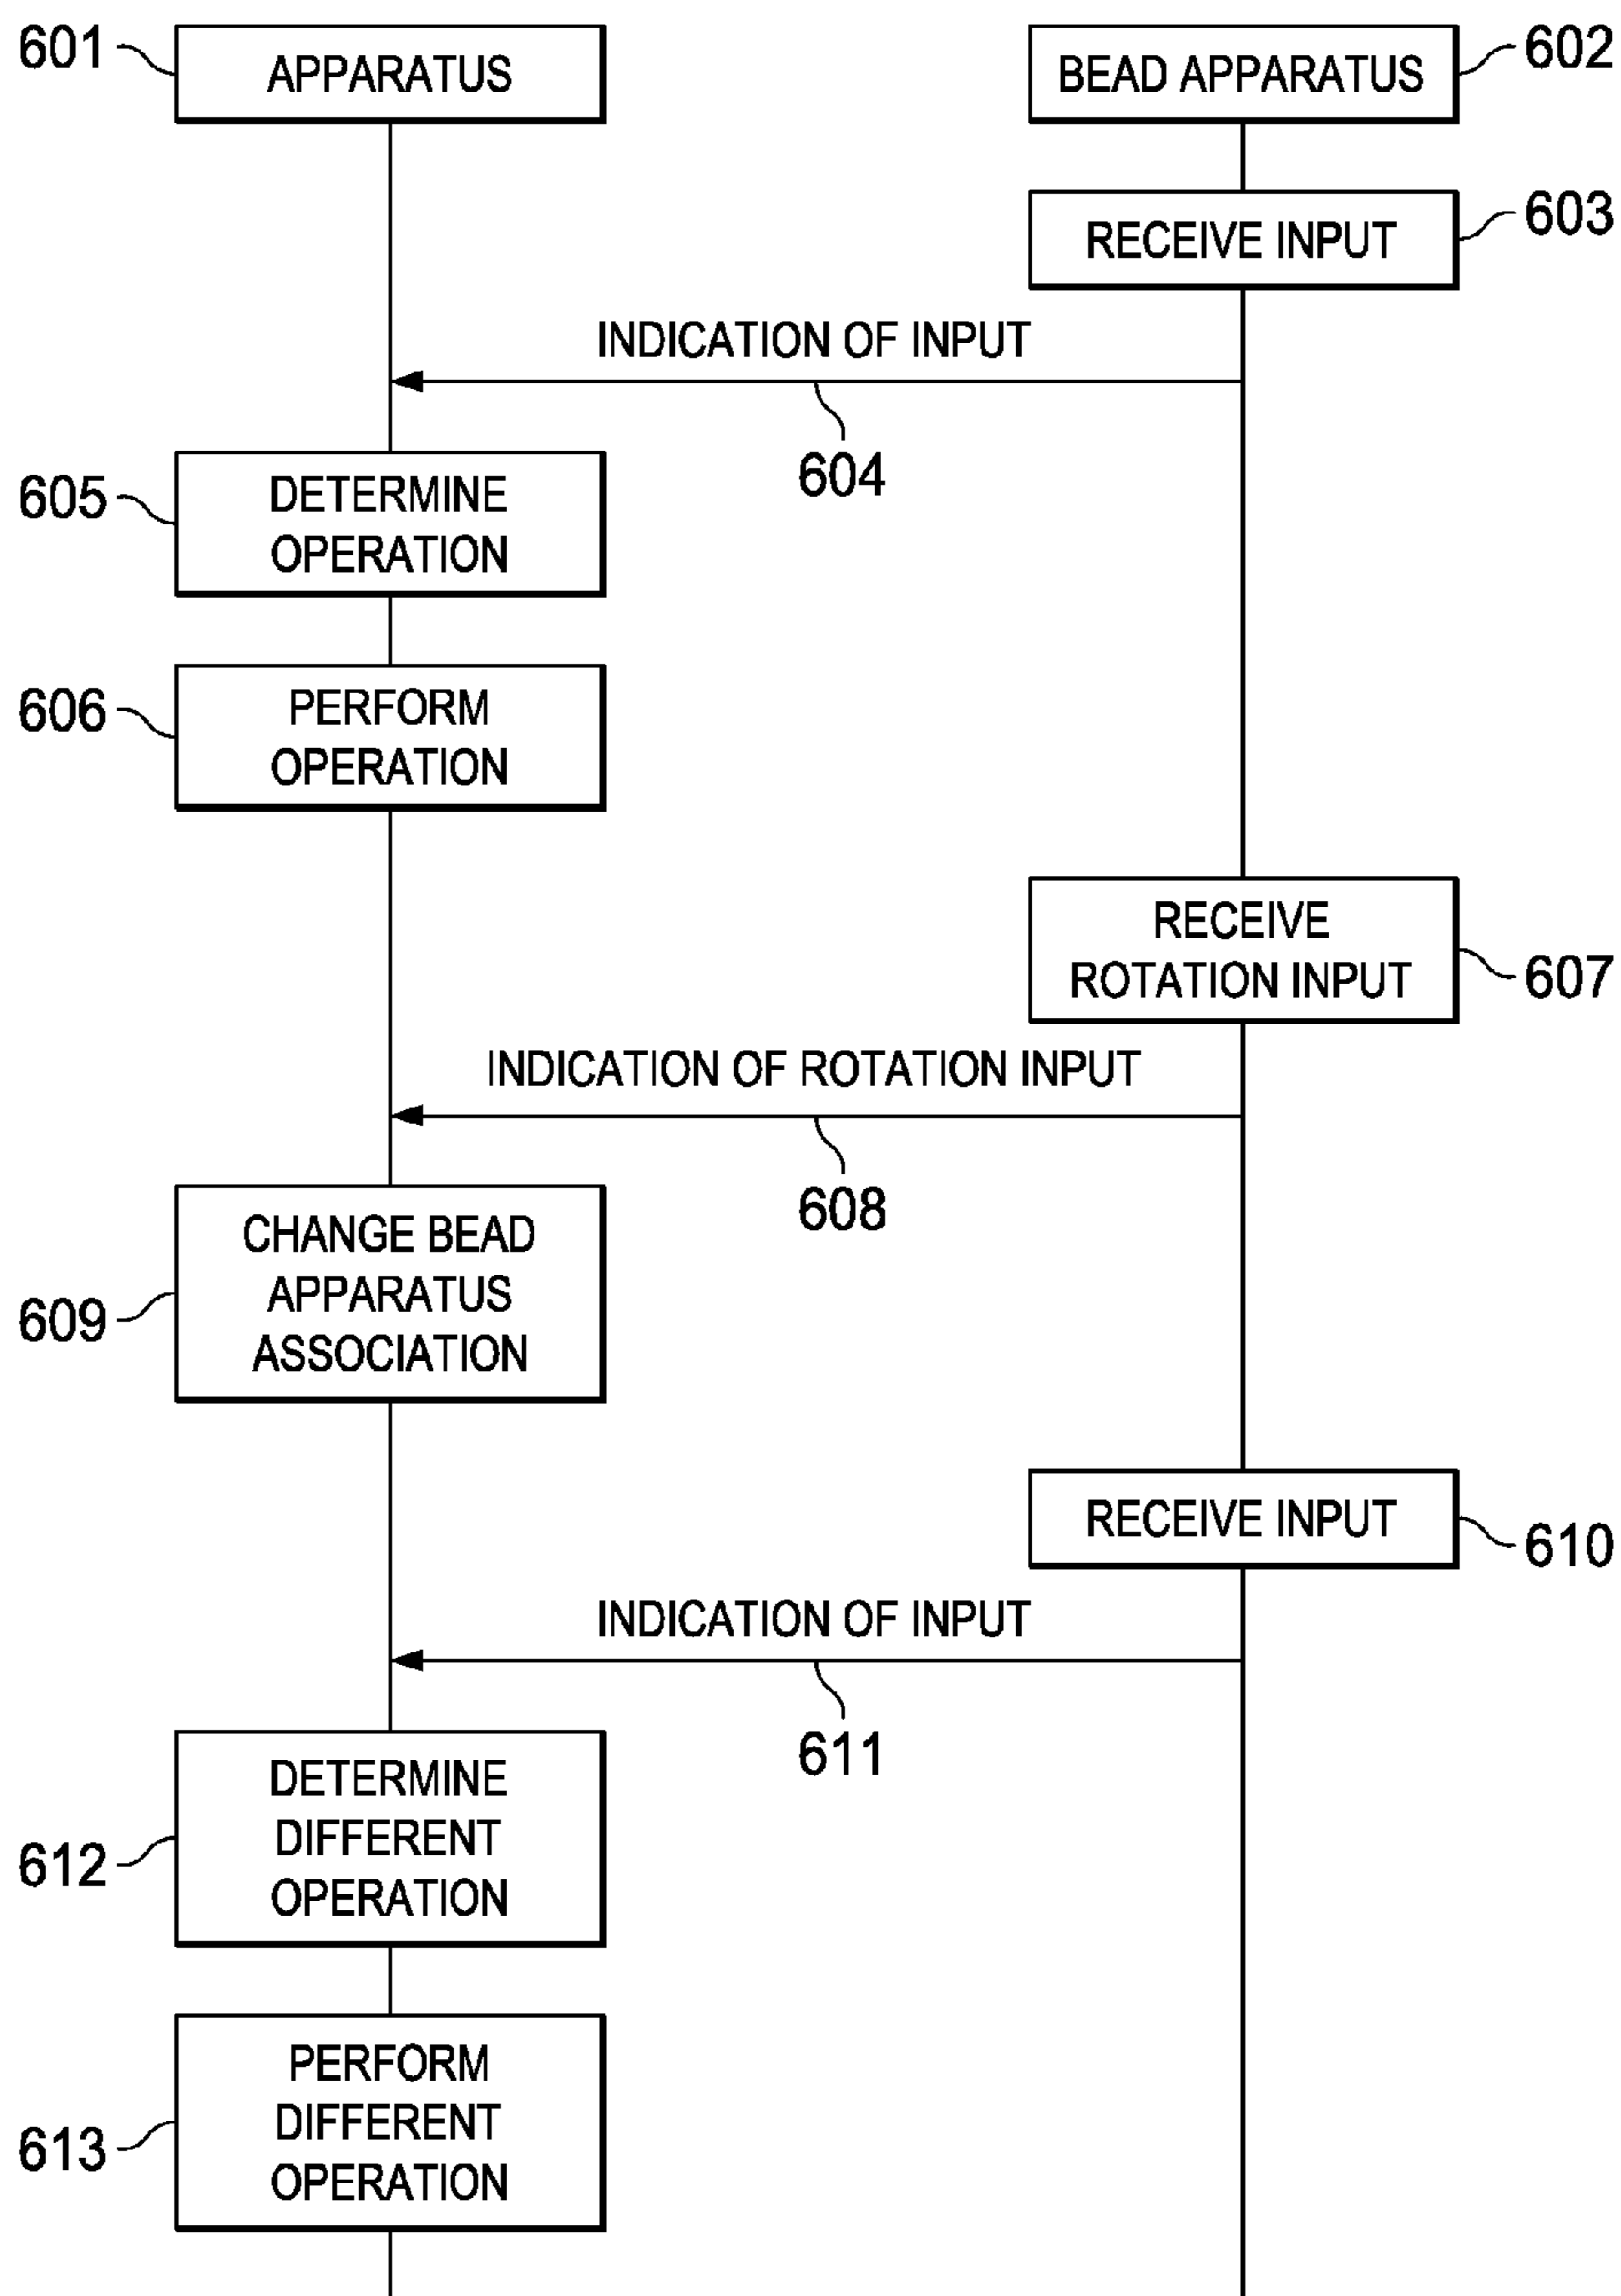 601
APPARATUS
BEAD APPARATUS
602
RECEIVE INPUT
603
INDICATION OF INPUT
604
605
DETERMINE
OPERATION
606
PERFORM
OPERATION
RECEIVE
ROTATION INPUT
607
INDICATION OF ROTATION INPUT
608
609
CHANGE BEAD
APPARATUS
ASSOCIATION
RECEIVE INPUT
610
INDICATION OF INPUT
611
612
DETERMINE
DIFFERENT
OPERATION
613
PERFORM
DIFFERENT
OPERATION